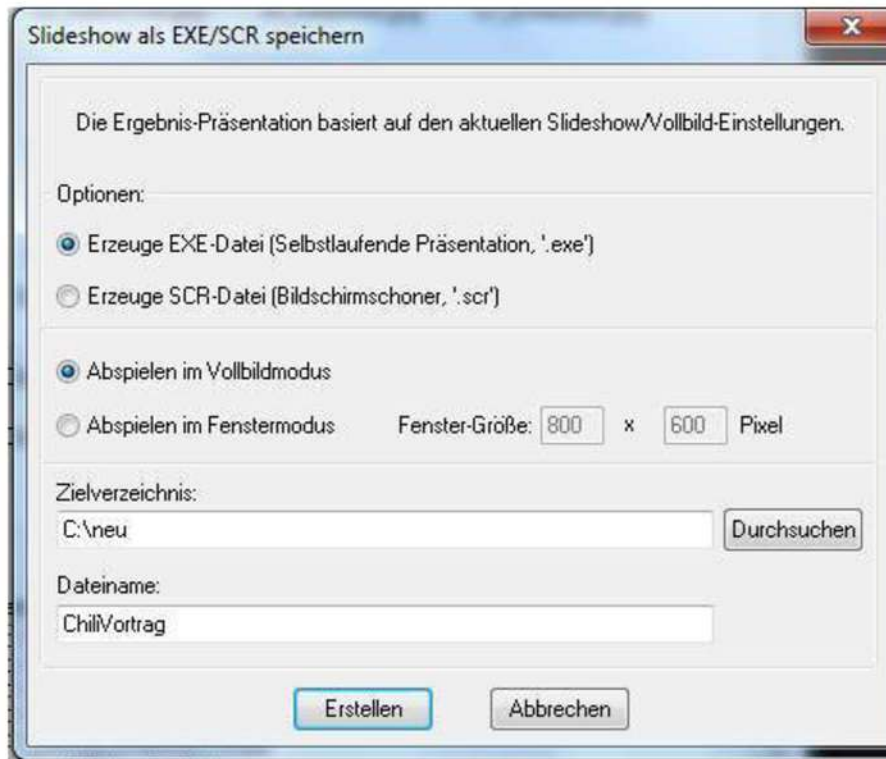 Slideshow als EXE/SCR speichern
Die Ergebnis-Präsentation basiert auf den aktuellen Slideshow/Vollbild-Einstellungen.
Optionen:
Erzeuge EXE-Datei (Selbstlaufende Präsentation, '.exe')
Erzeuge SCR-Datei (Bildschirmschoner, '.scr')
Abspielen im Vollbildmodus
Abspielen im Fenstermodus Fenster-Größe: 800 x 600 Pixel
Zielverzeichnis:
C:\neu Durchsuchen
Dateiname:
ChiliVortrag
Erstellen Abbrechen